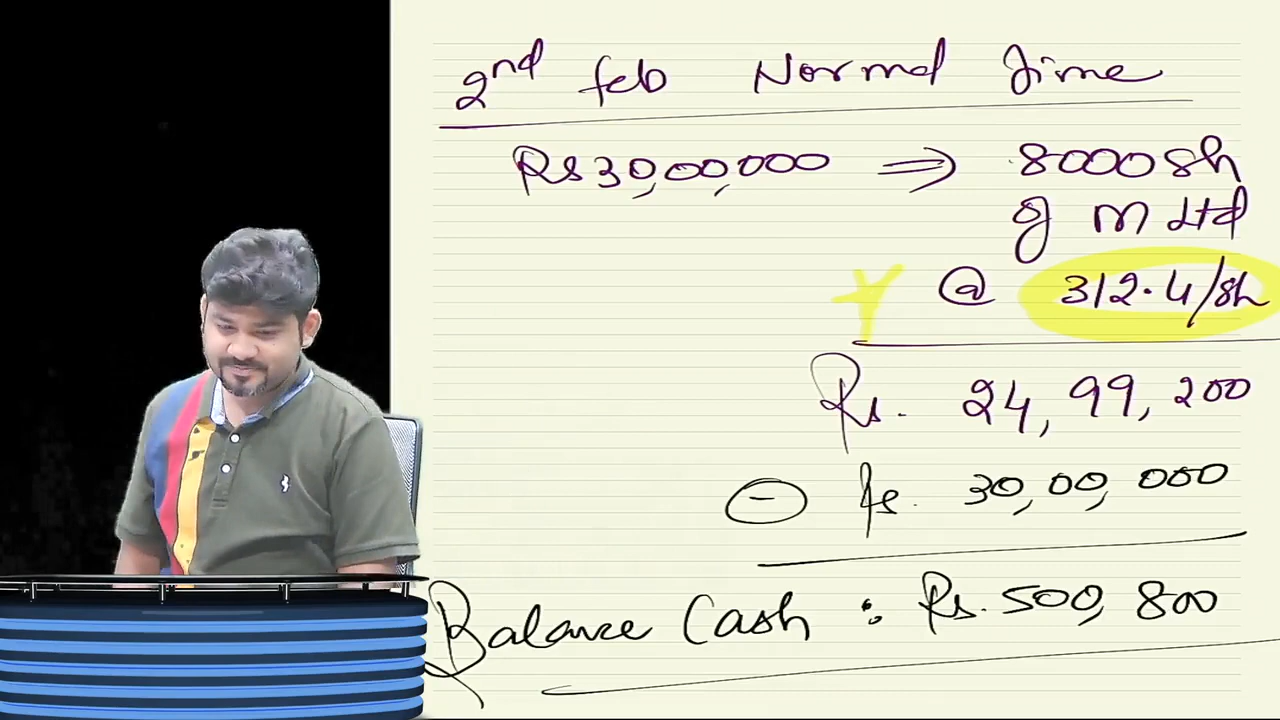 2nd feb Normal Time
Rs 30,00,000 ⇒ 8000 Sh
of M Ltd
@ 312.4/Sh
Rs. 24,99,200
⊖ Rs. 30,00,000
Balance Cash : Rs. 500,800